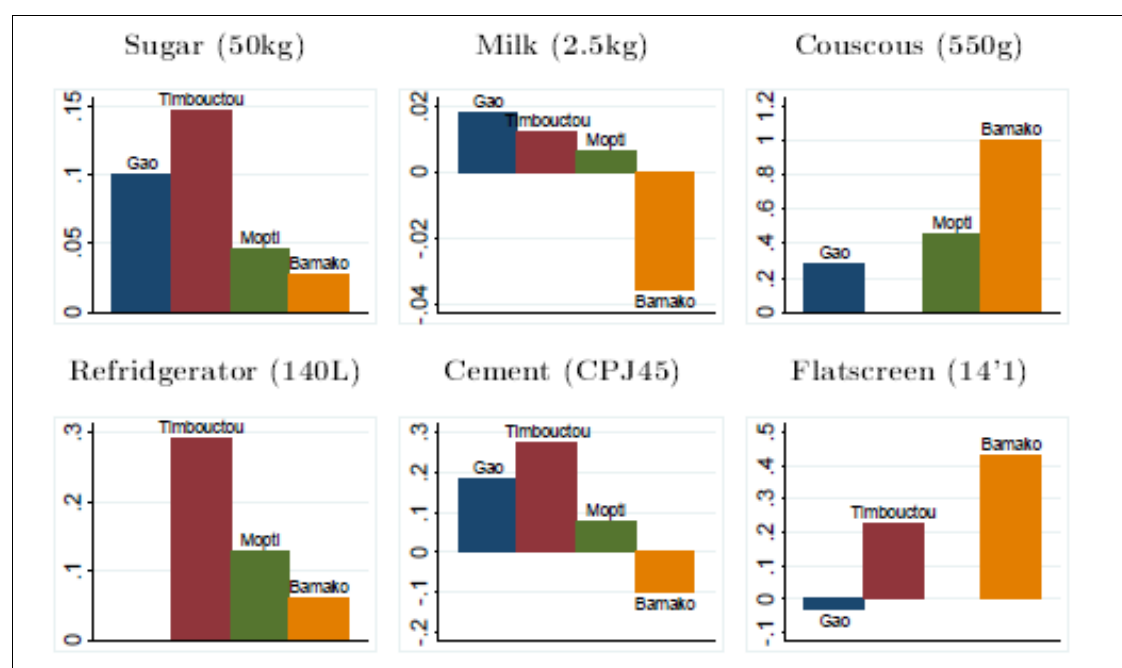 Sugar (50kg)
Milk (2.5kg)
Couscous (550g)
.15
.1
.05
0
Gao
Timbouctou
Mopti
Bamako
.02
0
-.02
-.04
Gao
Timbouctou
Mopti
Bamako
1.2
1
.8
.6
.4
.2
0
Gao
Mopti
Bamako
Refridgerator (140L)
Cement (CPJ45)
Flatscreen (14'1)
.3
.2
.1
0
Timbouctou
Mopti
Bamako
.3
.2
.1
0
-.1
-.2
Gao
Timbouctou
Mopti
Bamako
.5
.4
.3
.2
.1
0
-.1
Gao
Timbouctou
Bamako